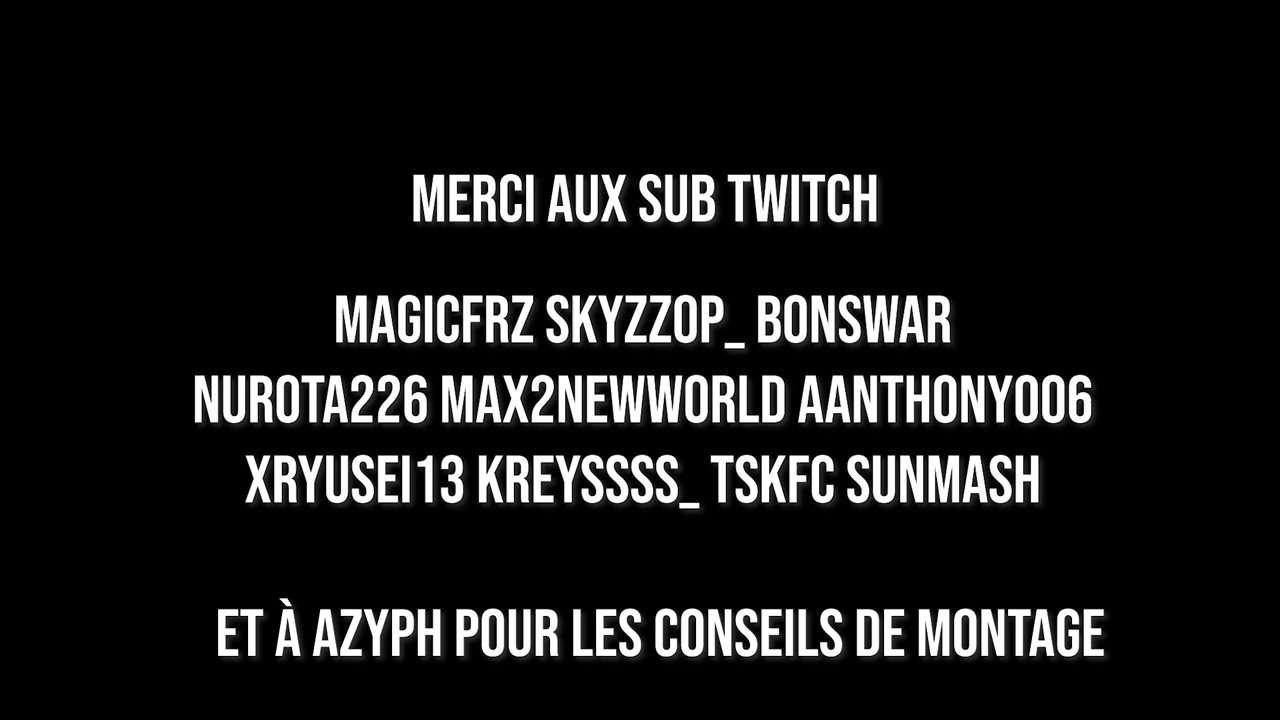 MERCI AUX SUB TWITCH
MAGICFRZ SKYZZOP_ BONSWAR
NUROTA226 MAX2NEWWORLD AANTHONY006
XRYUSEI13 KREYSSSS_ TSKFC SUNMASH
ET À AZYPH POUR LES CONSEILS DE MONTAGE